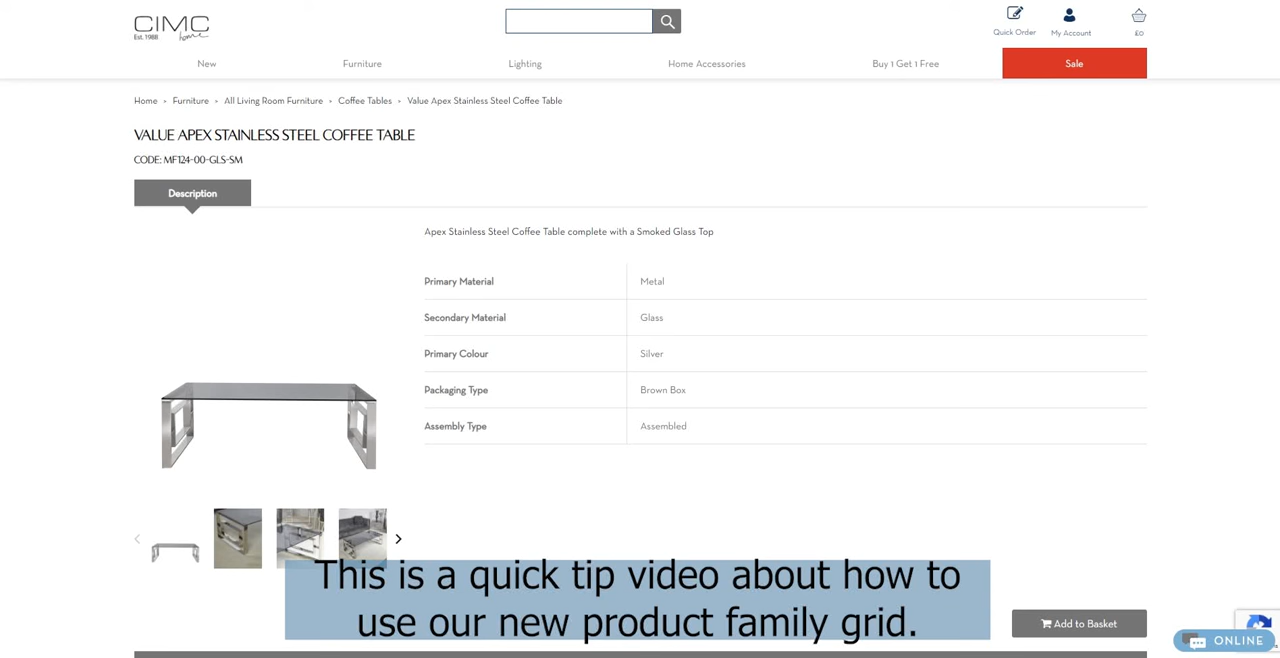 CIMC
Est. 1988 home
Quick Order
My Account
£0
New
Furniture
Lighting
Home Accessories
Buy 1 Get 1 Free
Sale
Home
Furniture
All Living Room Furniture
Coffee Tables
Value Apex Stainless Steel Coffee Table
VALUE APEX STAINLESS STEEL COFFEE TABLE
CODE: MF124-00-GLS-SM
Description
Apex Stainless Steel Coffee Table complete with a Smoked Glass Top
Primary Material Metal
Secondary Material Glass
Primary Colour Silver
Packaging Type Brown Box
Assembly Type Assembled
This is a quick tip video about how to
use our new product family grid.
Add to Basket
ONLINE